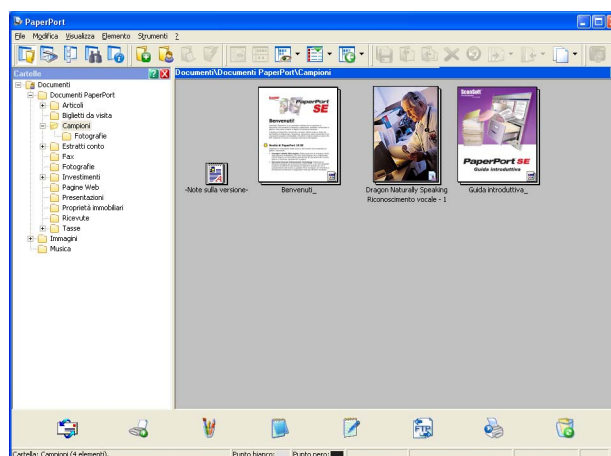 PaperPort
File Modifica Visualizza Elemento Strumenti ?
Cartelle
Documenti\Documenti PaperPort\Campioni
Documenti
Documenti PaperPort
Articoli
Biglietti da visita
Campioni
Fotografie
Estratti conto
Fax
Fotografie
Investimenti
Pagine Web
Presentazioni
Proprietà immobiliari
Ricevute
Tasse
Immagini
Musica
PaperPort
SE
Benvenuti!
ScanSoft
PaperPort SE
Guida introduttiva
-Note sulla versione-
Benvenuti_
Dragon Naturally Speaking
Riconoscimento vocale - 1
Guida introduttiva_
FTP
Cartella: Campioni (4 elementi).
Punto bianco:
Punto nero: